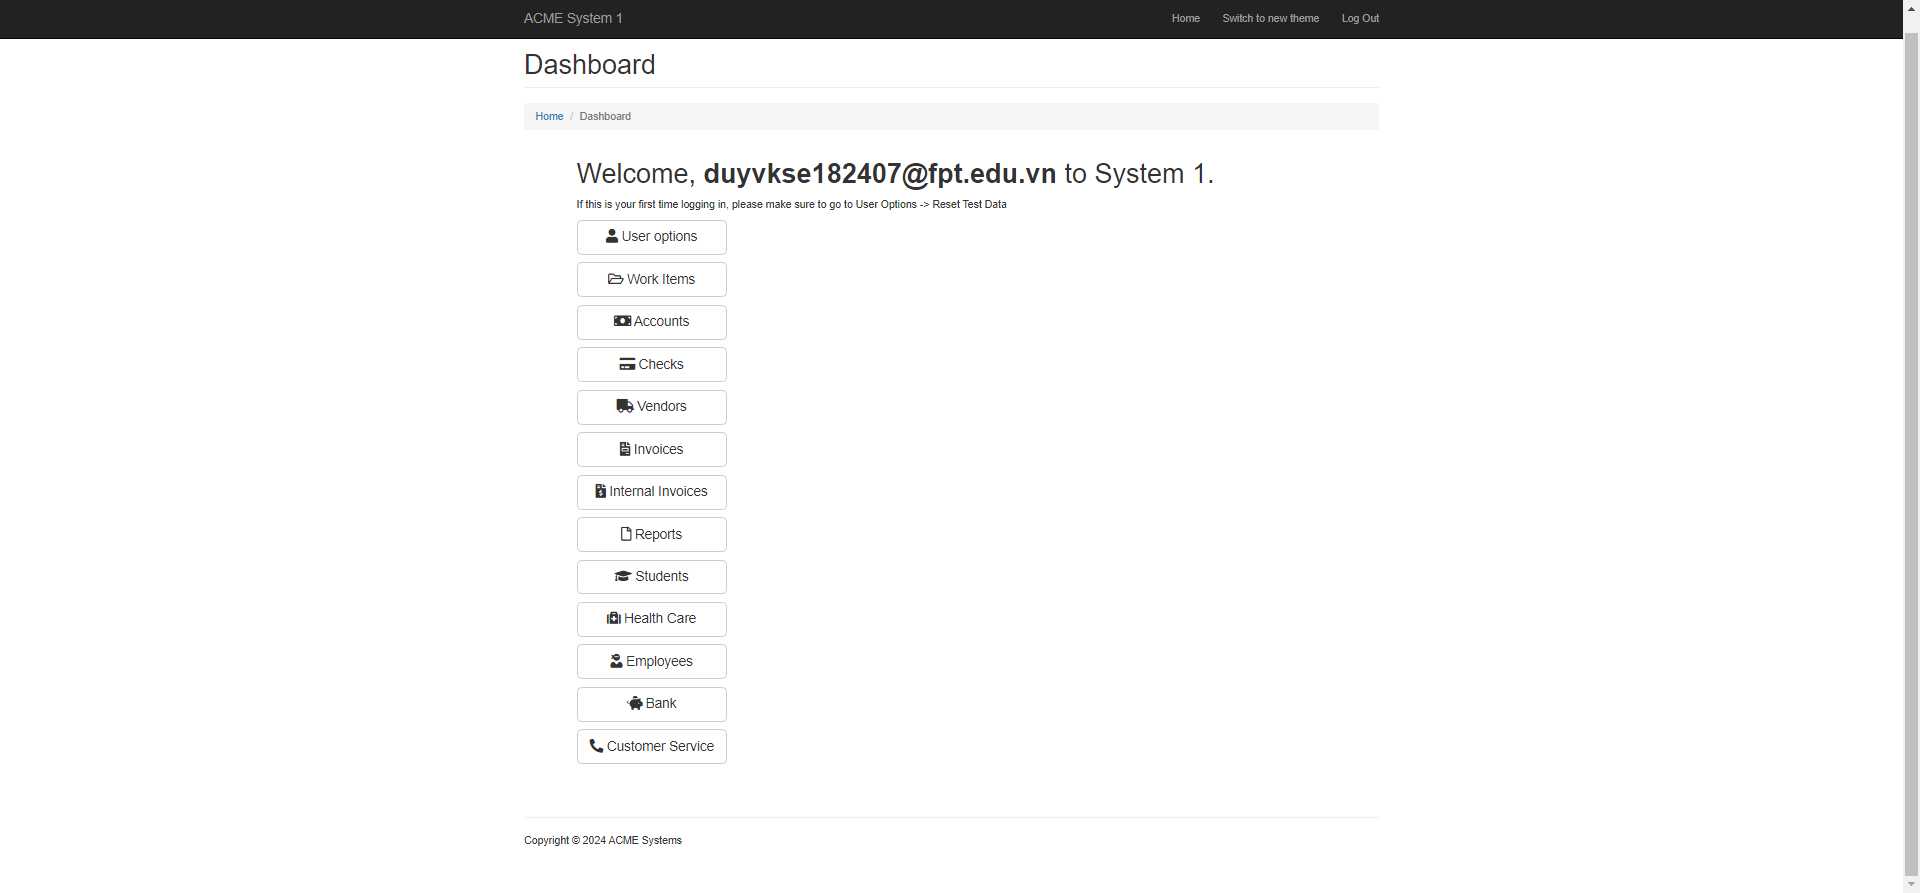 ACME System 1
Home Switch to new theme Log Out
Dashboard
Home / Dashboard
Welcome, duyvkse182407@fpt.edu.vn to System 1.
If this is your first time logging in, please make sure to go to User Options -> Reset Test Data
User options
Work Items
Accounts
Checks
Vendors
Invoices
Internal Invoices
Reports
Students
Health Care
Employees
Bank
Customer Service
Copyright © 2024 ACME Systems